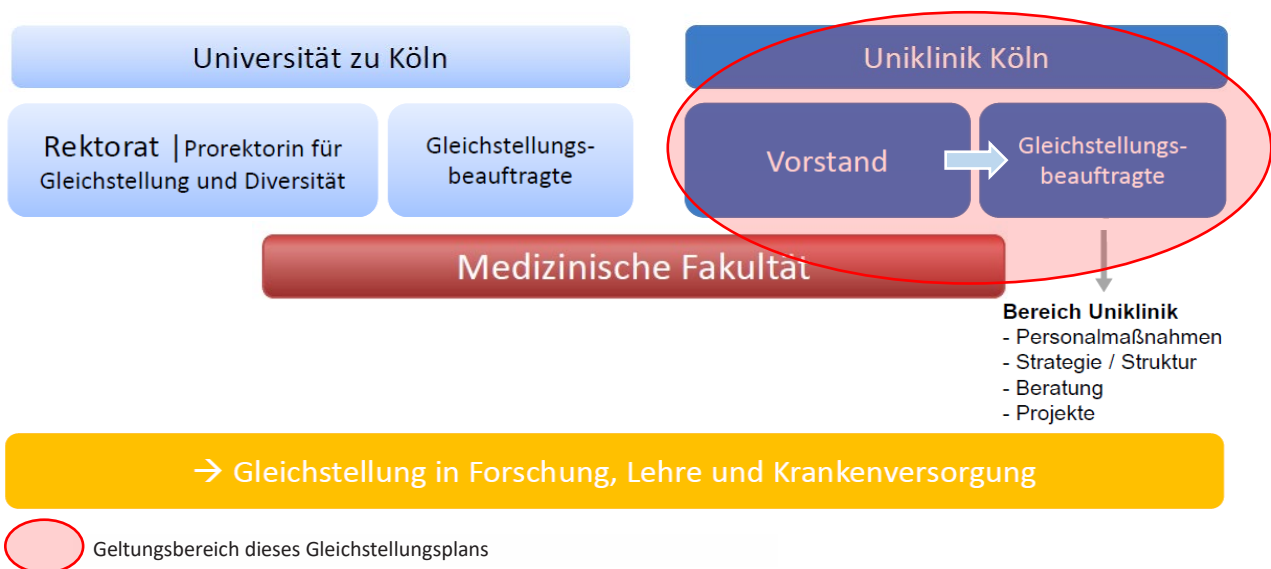 Universität zu Köln
Uniklinik Köln
Rektorat | Prorektorin für
Gleichstellung und Diversität
Gleichstellungs-
beauftragte
Vorstand
Gleichstellungs-
beauftragte
Medizinische Fakultät
Bereich Uniklinik
- Personalmaßnahmen
- Strategie / Struktur
- Beratung
- Projekte
→ Gleichstellung in Forschung, Lehre und Krankenversorgung
Geltungsbereich dieses Gleichstellungsplans